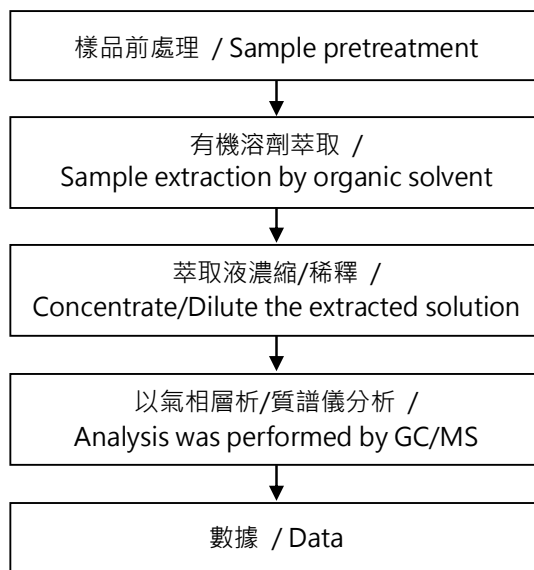 樣品前處理 / Sample pretreatment
有機溶劑萃取 /
Sample extraction by organic solvent
萃取液濃縮/稀釋 /
Concentrate/Dilute the extracted solution
以氣相層析/質譜儀分析 /
Analysis was performed by GC/MS
數據 / Data